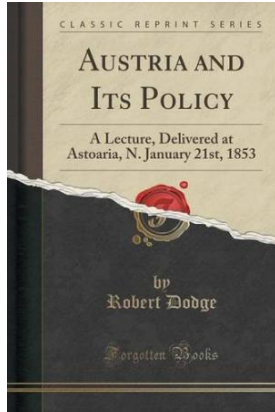 CLASSIC REPRINT SERIES
AUSTRIA AND
ITS POLICY
A Lecture, Delivered at
Astoaria, N. January 21st, 1853
by
Robert Dodge
Forgotten Books